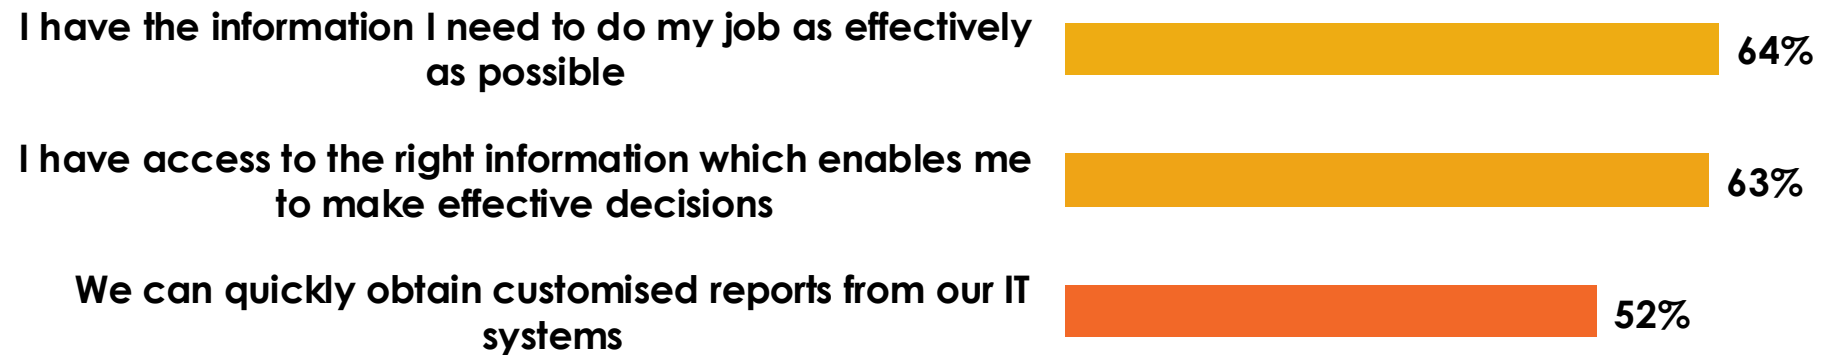 I have the information I need to do my job as effectively
as possible
64%
I have access to the right information which enables me
to make effective decisions
63%
We can quickly obtain customised reports from our IT
systems
52%